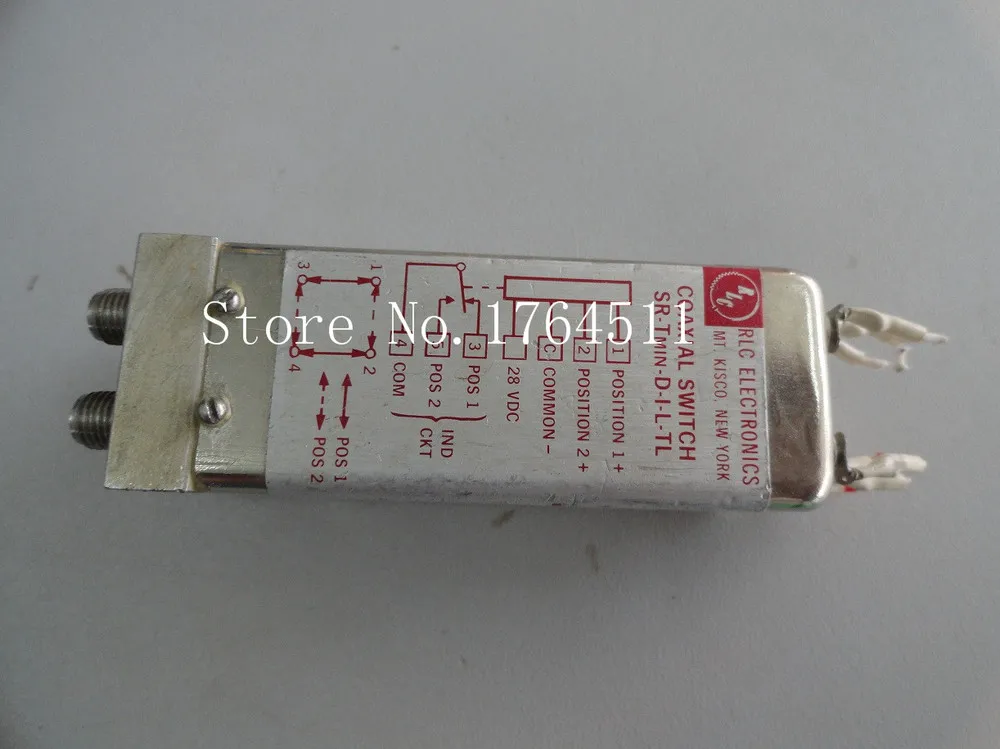 RLC ELECTRONICS
MT. KISCO, NEW YORK
COAXIAL SWITCH
SR-TMIN-D-I-L-TL
1 POSITION 1+
2 POSITION 2+
C COMMON -
28 VDC
3 POS 1
5 POS 2
4 COM
IND
CKT
1 2
3 4
POS 1
POS 2
Store No. 1764511